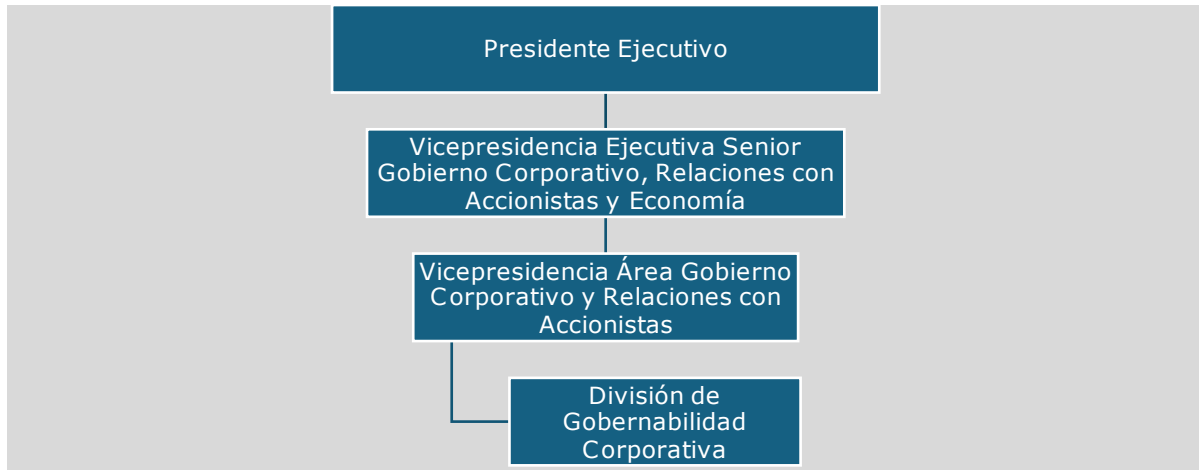 Presidente Ejecutivo
Vicepresidencia Ejecutiva Senior
Gobierno Corporativo, Relaciones con
Accionistas y Economía
Vicepresidencia Área Gobierno
Corporativo y Relaciones con
Accionistas
División de
Gobernabilidad
Corporativa